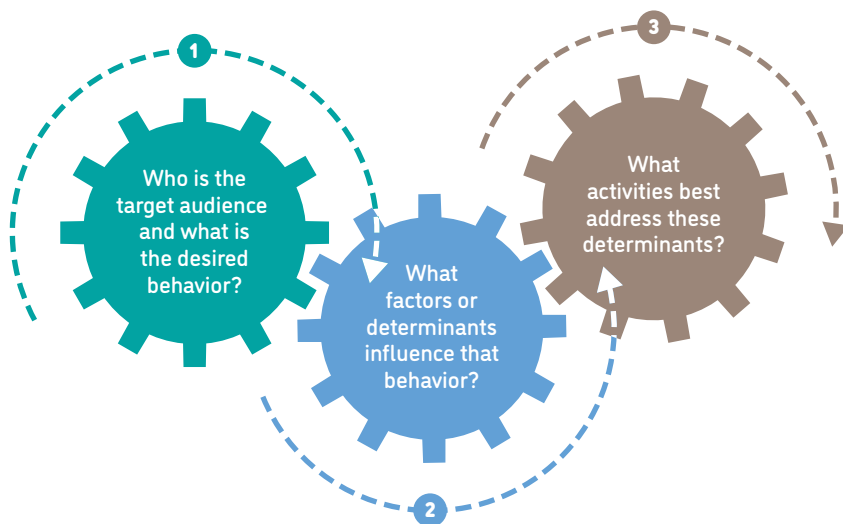 1
Who is the
target audience
and what is
the desired
behavior?
2
What
factors or
determinants
influence that
behavior?
3
What
activities best
address these
determinants?